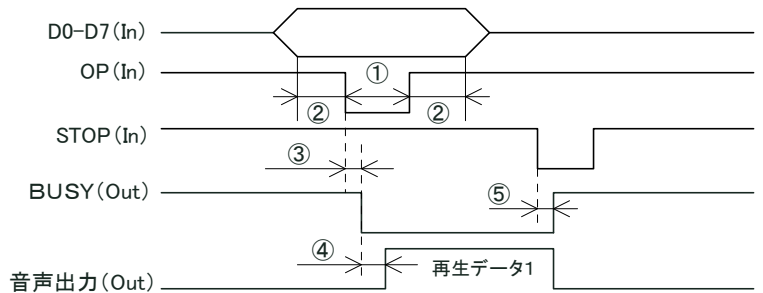 D0-D7(In)
OP(In)
①
②
②
STOP(In)
③
BUSY(Out)
⑤
④
再生データ1
音声出力(Out)